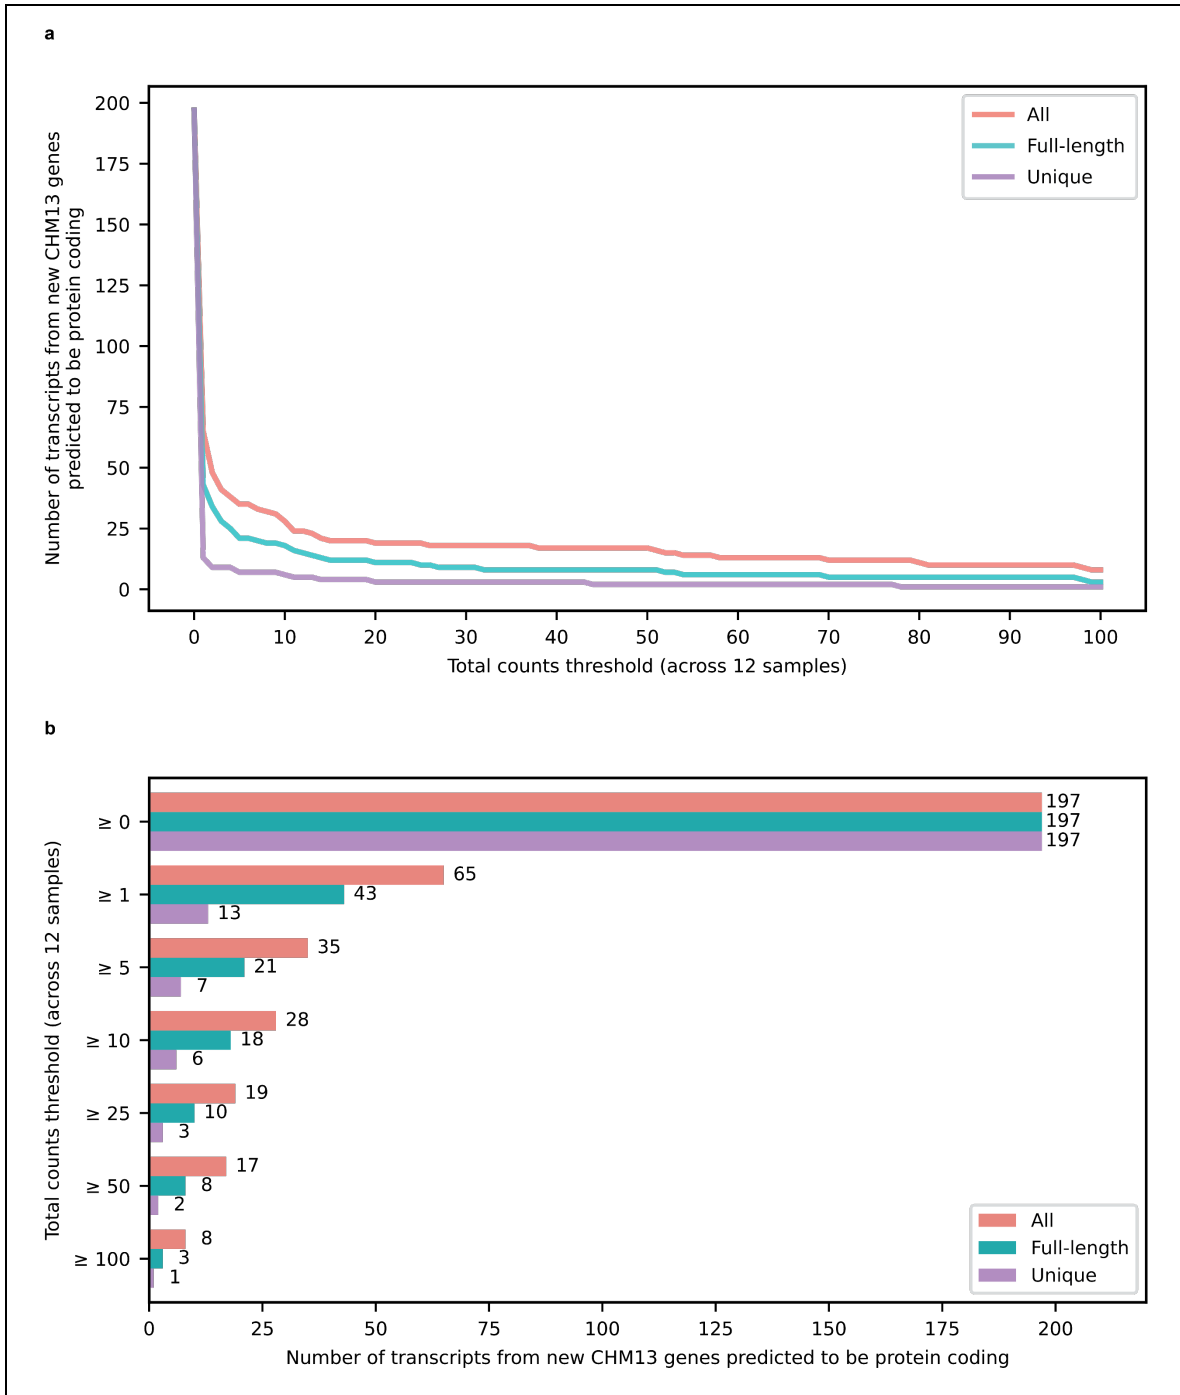 a
Number of transcripts from new CHM13 genes
predicted to be protein coding
200
175
150
125
100
75
50
25
0
All
Full-length
Unique
0 10 20 30 40 50 60 70 80 90 100
Total counts threshold (across 12 samples)
b
Total counts threshold (across 12 samples)
≥ 0
197
197
197
≥ 1
65
43
13
≥ 5
35
21
7
≥ 10
28
18
6
≥ 25
19
10
3
≥ 50
17
8
2
≥ 100
8
3
1
All
Full-length
Unique
0 25 50 75 100 125 150 175 200
Number of transcripts from new CHM13 genes predicted to be protein coding